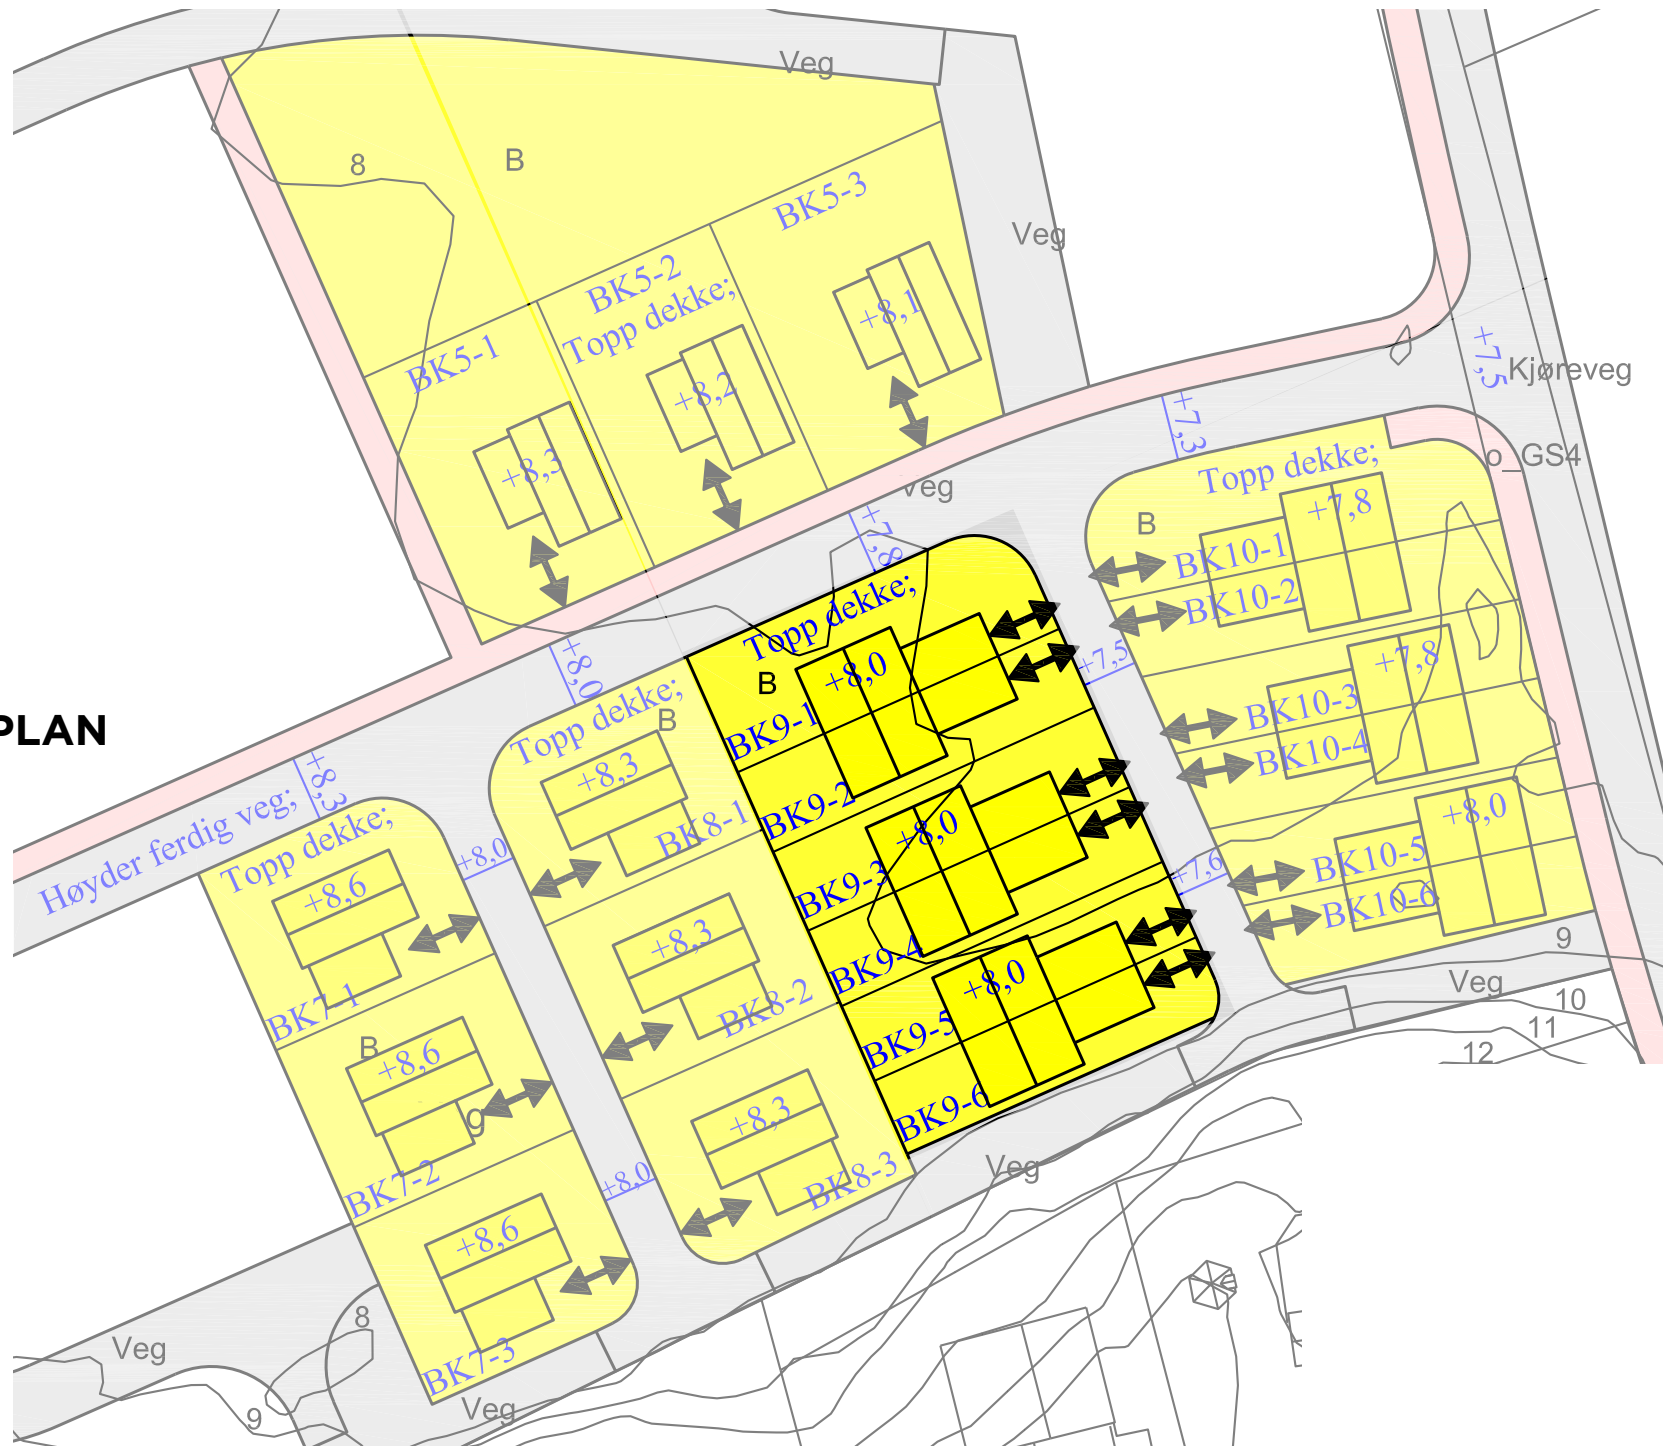 Veg
8
B
BK5-3
Veg
BK5-2
Topp dekke;
+8,1
BK5-1
+8,2
+7,5
Kjøreveg
+7,3
+8,3
Veg
Topp dekke;
o_GS4
+7,8
B
+7,8
BK10-1
BK10-2
Topp dekke;
+8,0
B
+8,0
+7,5
+7,8
BK10-3
BK10-4
PLAN
Topp dekke;
B
BK9-1
+8,3
BK9-2
+8,3
Høyder ferdig veg;
Topp dekke;
+8,0
BK8-1
+8,0
+8,0
BK10-5
BK10-6
+7,6
+8,6
BK9-3
+8,3
BK9-4
9
Veg
10
11
12
BK7-1
BK8-2
+8,0
BK9-5
B
+8,6
9
+8,3
BK9-6
Veg
BK7-2
+8,0
BK8-3
+8,6
8
Veg
BK7-3
9
Veg